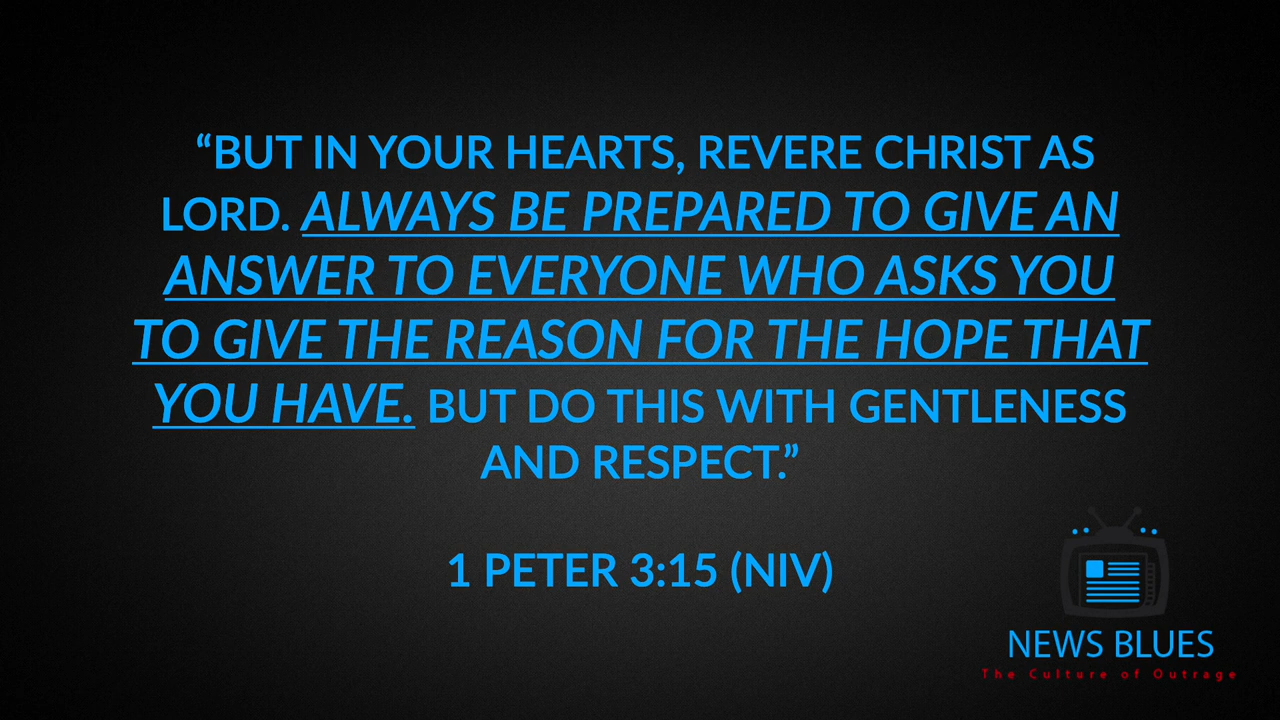 “BUT IN YOUR HEARTS, REVERE CHRIST AS
LORD. ALWAYS BE PREPARED TO GIVE AN
ANSWER TO EVERYONE WHO ASKS YOU
TO GIVE THE REASON FOR THE HOPE THAT
YOU HAVE. BUT DO THIS WITH GENTLENESS
AND RESPECT.”
1 PETER 3:15 (NIV)
NEWS BLUES
The Culture of Outrage